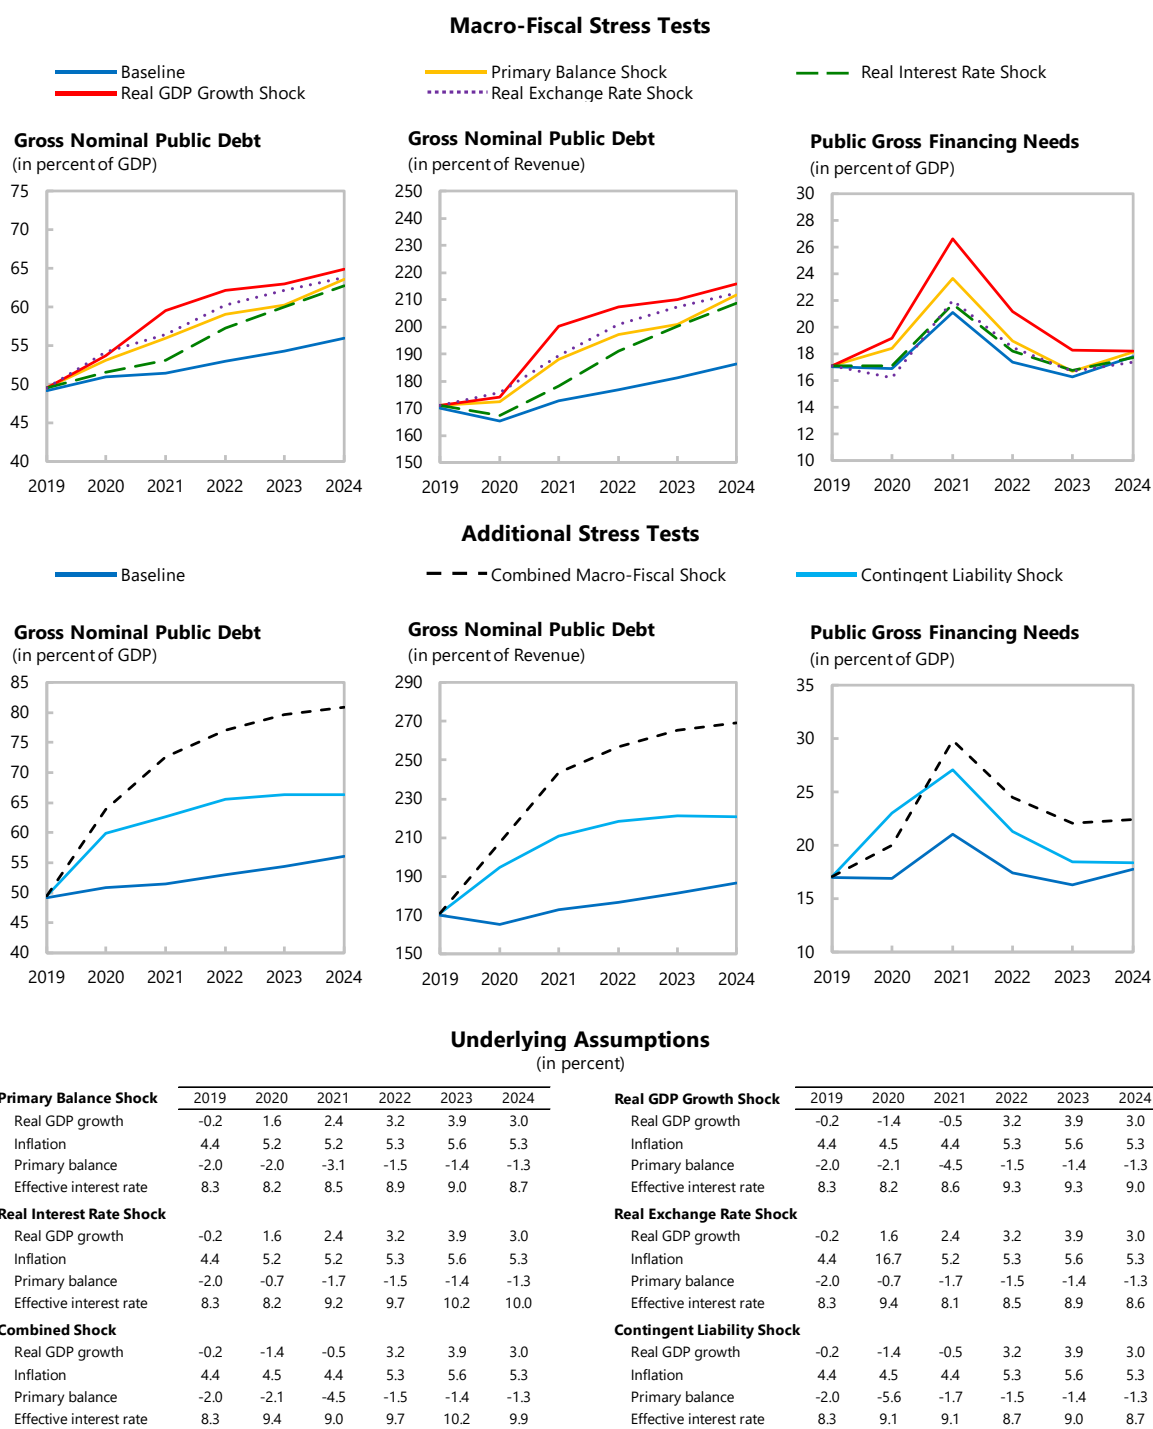 Macro-Fiscal Stress Tests
Baseline
Primary Balance Shock
Real Interest Rate Shock
Real GDP Growth Shock
Real Exchange Rate Shock
Gross Nominal Public Debt
(in percent of GDP)
75
70
65
60
55
50
45
40
2019 2020 2021 2022 2023 2024
Gross Nominal Public Debt
(in percent of Revenue)
250
240
230
220
210
200
190
180
170
160
150
2019 2020 2021 2022 2023 2024
Public Gross Financing Needs
(in percent of GDP)
30
28
26
24
22
20
18
16
14
12
10
2019 2020 2021 2022 2023 2024
Additional Stress Tests
Baseline
Combined Macro-Fiscal Shock
Contingent Liability Shock
Gross Nominal Public Debt
(in percent of GDP)
85
80
75
70
65
60
55
50
45
40
2019 2020 2021 2022 2023 2024
Gross Nominal Public Debt
(in percent of Revenue)
290
270
250
230
210
190
170
150
2019 2020 2021 2022 2023 2024
Public Gross Financing Needs
(in percent of GDP)
35
30
25
20
15
10
2019 2020 2021 2022 2023 2024
Underlying Assumptions
(in percent)
Primary Balance Shock 2019 2020 2021 2022 2023 2024
Real GDP growth -0.2 1.6 2.4 3.2 3.9 3.0
Inflation 4.4 5.2 5.2 5.3 5.6 5.3
Primary balance -2.0 -2.0 -3.1 -1.5 -1.4 -1.3
Effective interest rate 8.3 8.2 8.5 8.9 9.0 8.7
Real Interest Rate Shock
Real GDP growth -0.2 1.6 2.4 3.2 3.9 3.0
Inflation 4.4 5.2 5.2 5.3 5.6 5.3
Primary balance -2.0 -0.7 -1.7 -1.5 -1.4 -1.3
Effective interest rate 8.3 8.2 9.2 9.7 10.2 10.0
Combined Shock
Real GDP growth -0.2 -1.4 -0.5 3.2 3.9 3.0
Inflation 4.4 4.5 4.4 5.3 5.6 5.3
Primary balance -2.0 -2.1 -4.5 -1.5 -1.4 -1.3
Effective interest rate 8.3 9.4 9.0 9.7 10.2 9.9
Real GDP Growth Shock 2019 2020 2021 2022 2023 2024
Real GDP growth -0.2 -1.4 -0.5 3.2 3.9 3.0
Inflation 4.4 4.5 4.4 5.3 5.6 5.3
Primary balance -2.0 -2.1 -4.5 -1.5 -1.4 -1.3
Effective interest rate 8.3 8.2 8.6 9.3 9.3 9.0
Real Exchange Rate Shock
Real GDP growth -0.2 1.6 2.4 3.2 3.9 3.0
Inflation 4.4 16.7 5.2 5.3 5.6 5.3
Primary balance -2.0 -0.7 -1.7 -1.5 -1.4 -1.3
Effective interest rate 8.3 9.4 8.1 8.5 8.9 8.6
Contingent Liability Shock
Real GDP growth -0.2 -1.4 -0.5 3.2 3.9 3.0
Inflation 4.4 4.5 4.4 5.3 5.6 5.3
Primary balance -2.0 -5.6 -1.7 -1.5 -1.4 -1.3
Effective interest rate 8.3 9.1 9.1 8.7 9.0 8.7